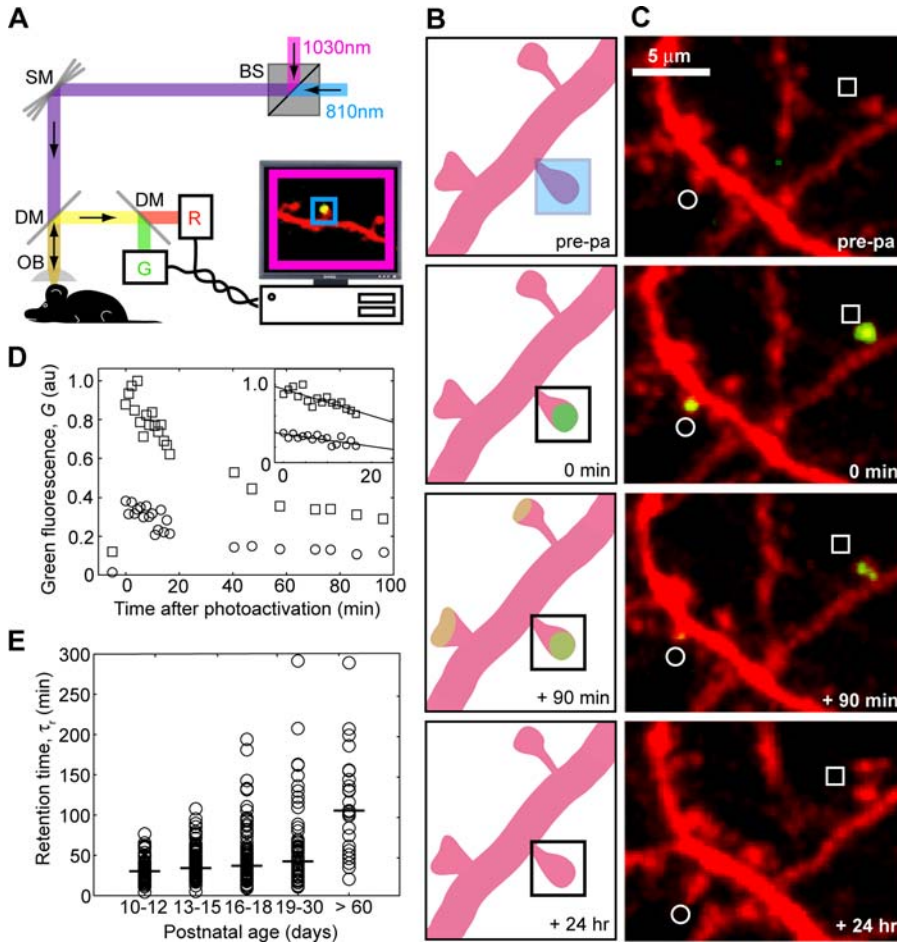 A
1030nm
BS
SM
810nm
DM
DM
R
G
OB
B
pre-pa
0 min
+ 90 min
+ 24 hr
C
5 μm
pre-pa
0 min
+ 90 min
+ 24 hr
D
Green fluorescence, G (au)
1.0
0.8
0.6
0.4
0.2
0
1.0
0
0 20
0 20 40 60 80 100
Time after photoactivation (min)
E
Retention time, τr (min)
300
250
200
150
100
50
0
10-12 13-15 16-18 19-30 > 60
Postnatal age (days)